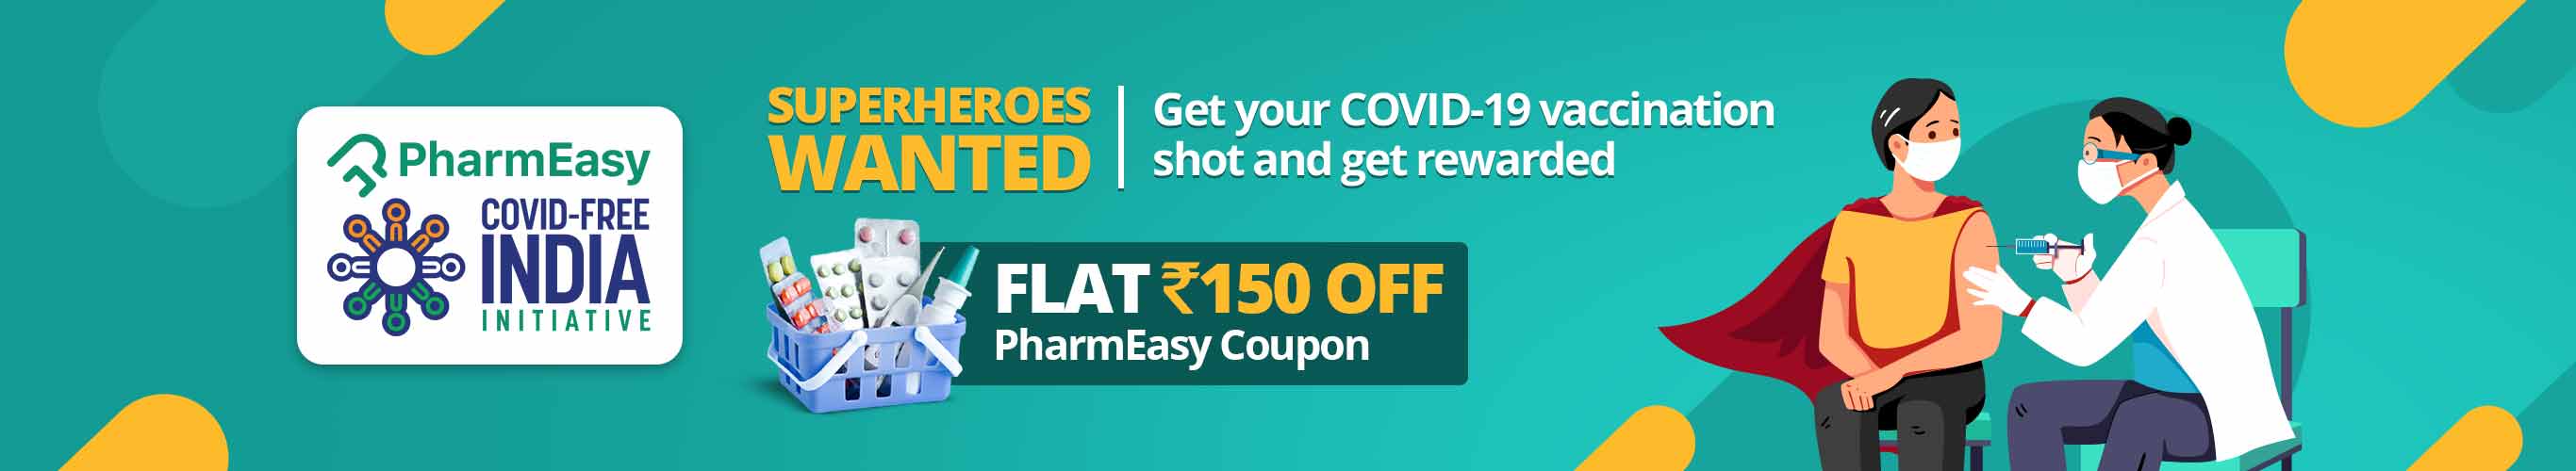 PharmEasy
COVID-FREE
INDIA
INITIATIVE
SUPERHEROES
WANTED
Get your COVID-19 vaccination
shot and get rewarded
FLAT ₹150 OFF
PharmEasy Coupon